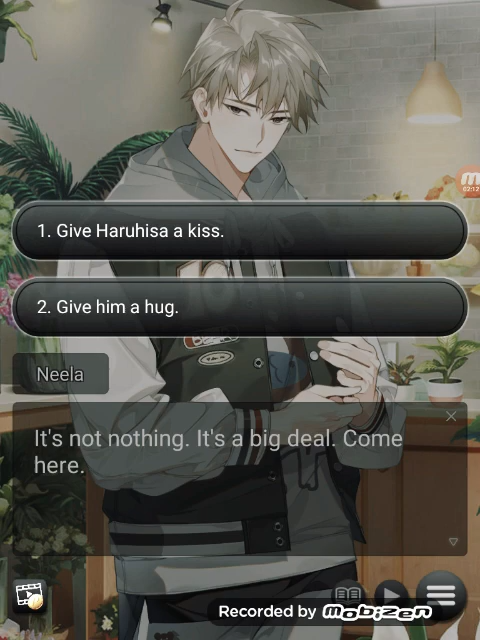 1. Give Haruhisa a kiss.
2. Give him a hug.
Neela
It's not nothing. It's a big deal. Come
here.
02:12
Recorded by mobizen